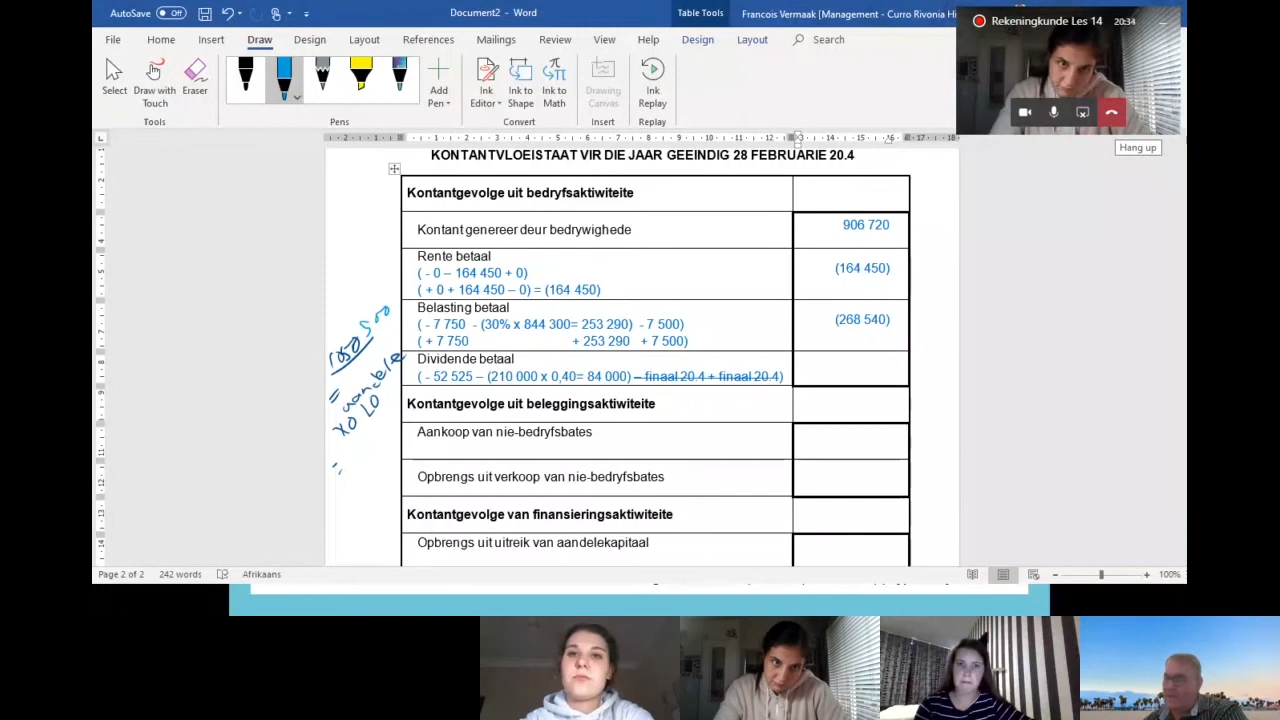 AutoSave Off
Document2 - Word
Table Tools
Francois Vermaak [Management - Curro Rivonia Hi
Rekeningkunde Les 14 20:34
File Home Insert Draw Design Layout References Mailings Review View Help Design Layout Search
Select Draw with Touch Eraser
Add Pen Ink Editor Ink to Shape Ink to Math Drawing Canvas Ink Replay
Tools Pens Convert Insert Replay
Hang up
KONTANTVLOEISTAAT VIR DIE JAAR GEEINDIG 28 FEBRUARIE 20.4
Kontantgevolge uit bedryfsaktiwiteite
Kontant genereer deur bedrywighede 906 720
Rente betaal
( - 0 – 164 450 + 0) (164 450)
( + 0 + 164 450 – 0) = (164 450)
Belasting betaal
( - 7 750 - (30% x 844 300= 253 290) - 7 500) (268 540)
( + 7 750 + 253 290 + 7 500)
Dividende betaal
( - 52 525 – (210 000 x 0,40= 84 000) – finaal 20.4 + finaal 20.4)
Kontantgevolge uit beleggingsaktiwiteite
Aankoop van nie-bedryfsbates
Opbrengs uit verkoop van nie-bedryfsbates
Kontantgevolge van finansieringsaktiwiteite
Opbrengs uit uitreik van aandelekapitaal
Page 2 of 2 242 words Afrikaans 100%